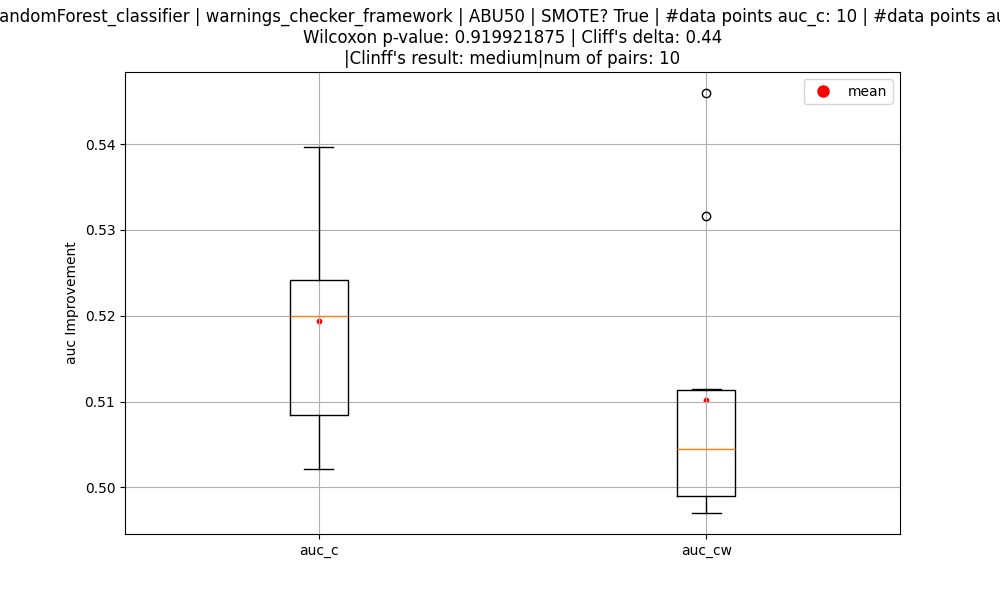 andomForest_classifier | warnings_checker_framework | ABU50 | SMOTE? True | #data points auc_c: 10 | #data points au
Wilcoxon p-value: 0.919921875 | Cliff's delta: 0.44
|Clinff's result: medium|num of pairs: 10
mean
0.54
0.53
0.52
0.51
0.50
auc Improvement
auc_c
auc_cw